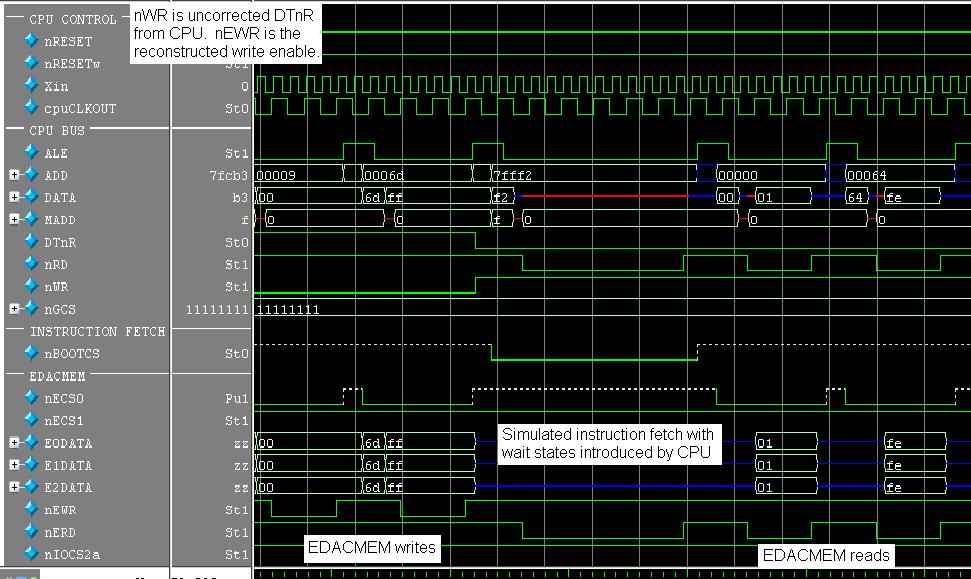 CPU CONTROL
nWR is uncorrected DTnR
from CPU. nEWR is the
reconstructed write enable.
nRESET
nRESETw St1
Xin 0
cpuCLKOUT St0
CPU BUS
ALE St1
ADD 7fcb3 00009 0006d 7fff2 00000 00064
DATA b3 00 6d ff f2 00 01 64 fe
MADD f 0 0 f 0 0 0
DTnR St0
nRD St1
nWR St1
nGCS 11111111 11111111
INSTRUCTION FETCH
nBOOTCS St0
EDACMEM
nECS0 Pu1
nECS1 St1
E0DATA zz 00 6d ff 01 fe
Simulated instruction fetch with
wait states introduced by CPU
E1DATA zz 00 6d ff 01 fe
E2DATA zz 00 6d ff 01 fe
nEWR St1
nERD St1
EDACMEM writes
EDACMEM reads
nIOCS2a St1